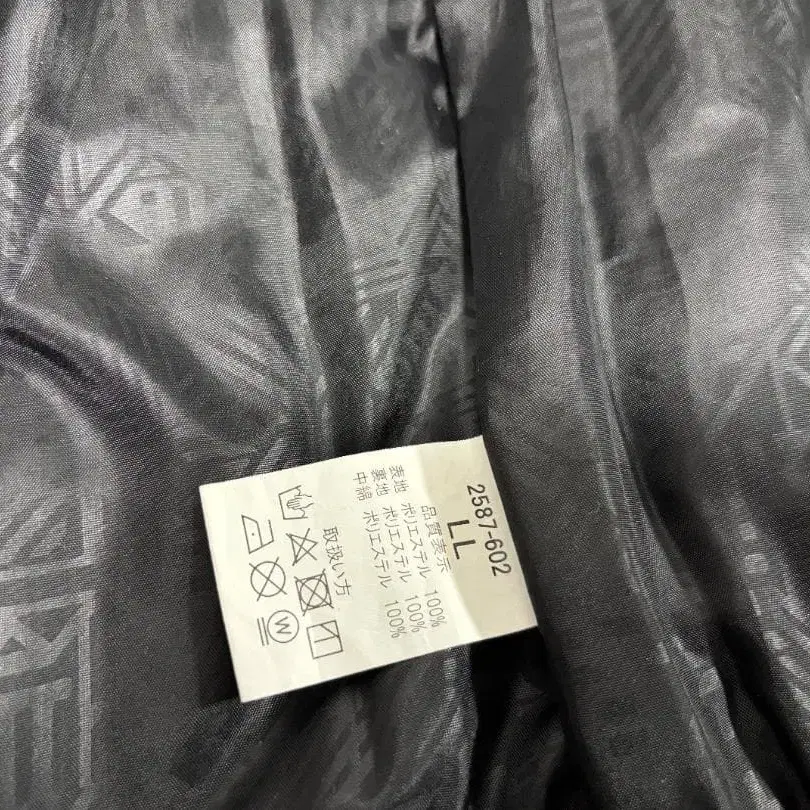 2587-602
LL
品質表示
表地 ポリエステル 100%
裏地 ポリエステル 100%
中綿 ポリエステル 100%
取扱い方
W